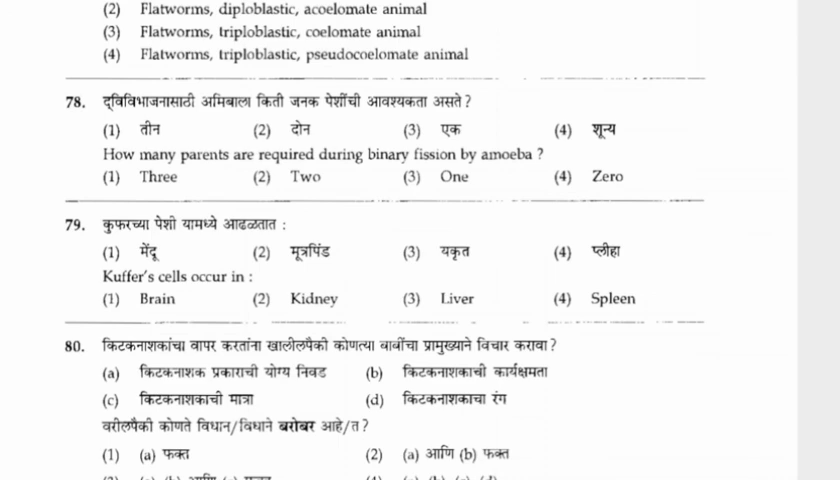 (2) Flatworms, diploblastic, acoelomate animal
(3) Flatworms, triploblastic, coelomate animal
(4) Flatworms, triploblastic, pseudocoelomate animal
78. द्विविभाजनासाठी अमिबाला किती जनक पेशींची आवश्यकता असते ?
(1) तीन (2) दोन (3) एक (4) शून्य
How many parents are required during binary fission by amoeba ?
(1) Three (2) Two (3) One (4) Zero
79. कुफरच्या पेशी यामध्ये आढळतात :
(1) मेंदू (2) मूत्रपिंड (3) यकृत (4) प्लीहा
Kuffer's cells occur in :
(1) Brain (2) Kidney (3) Liver (4) Spleen
80. किटकनाशकांचा वापर करतांना खालीलपैकी कोणत्या बाबींचा प्रामुख्याने विचार करावा ?
(a) किटकनाशक प्रकाराची योग्य निवड (b) किटकनाशकाची कार्यक्षमता
(c) किटकनाशकाची मात्रा (d) किटकनाशकाचा रंग
वरीलपैकी कोणते विधान/विधाने बरोबर आहे/त ?
(1) (a) फक्त (2) (a) आणि (b) फक्त